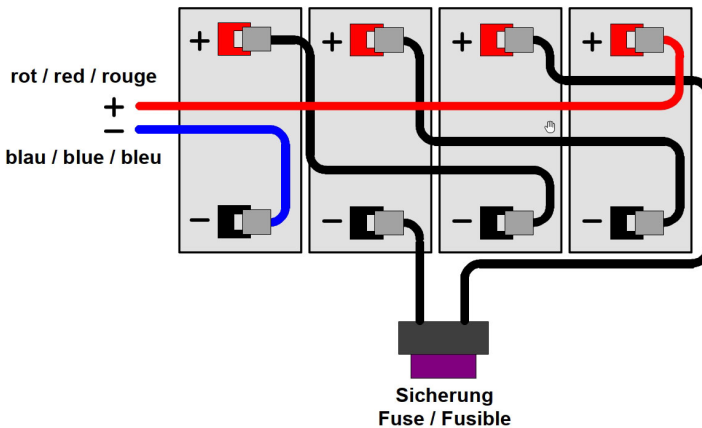 + + + +
rot / red / rouge
+
−
blau / blue / bleu
− − − −
Sicherung
Fuse / Fusible